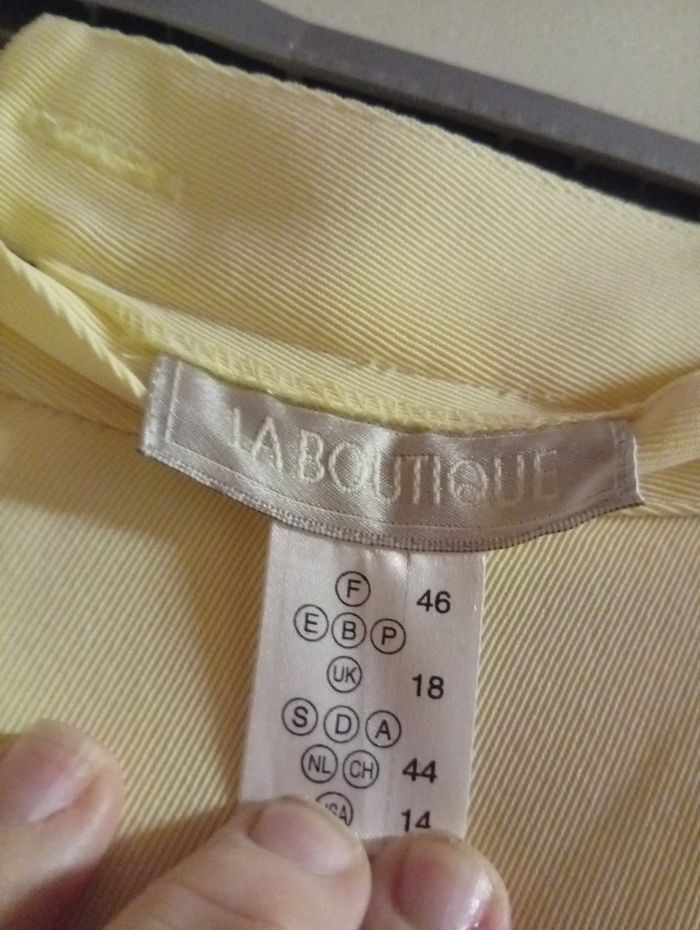 LA BOUTIQUE
F 46
E B P
UK 18
S D A
NL CH 44
USA 14